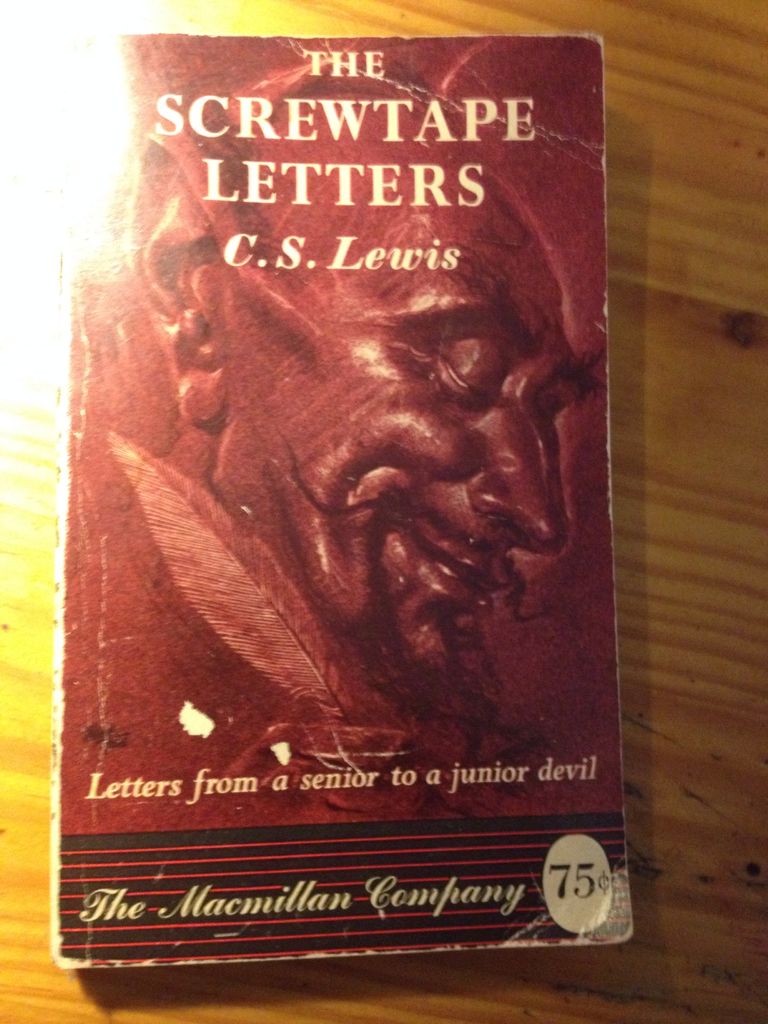 THE
SCREWTAPE
LETTERS
C. S. Lewis
Letters from a senior to a junior devil
The Macmillan Company
75¢